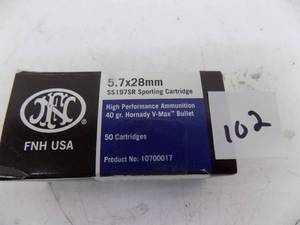 5.7x28mm
SS197SR Sporting Cartridge
High Performance Ammunition
40 gr. Hornady V-Max™ Bullet
50 Cartridges
Product No: 10700017
FN
FNH USA
102